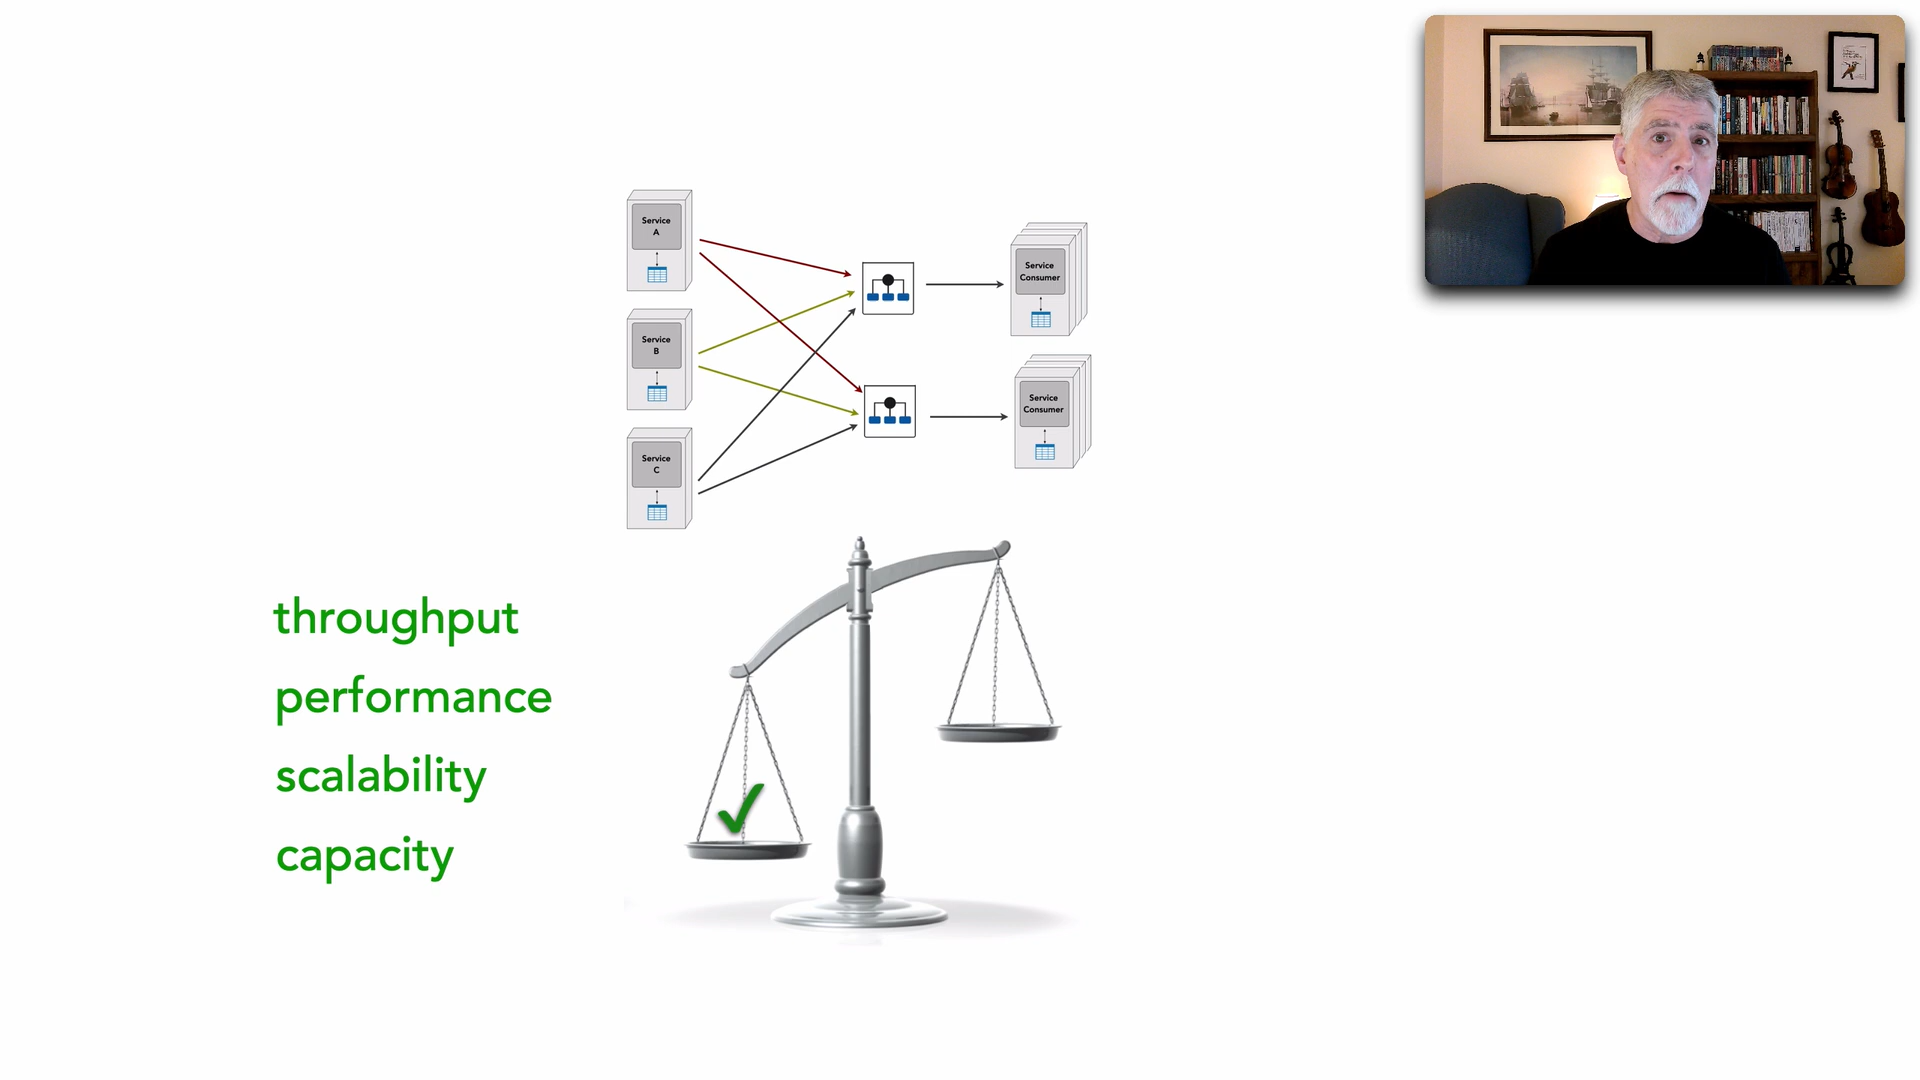 Service
A
Service
B
Service
C
Service
Consumer
Service
Consumer
throughput
performance
scalability
capacity